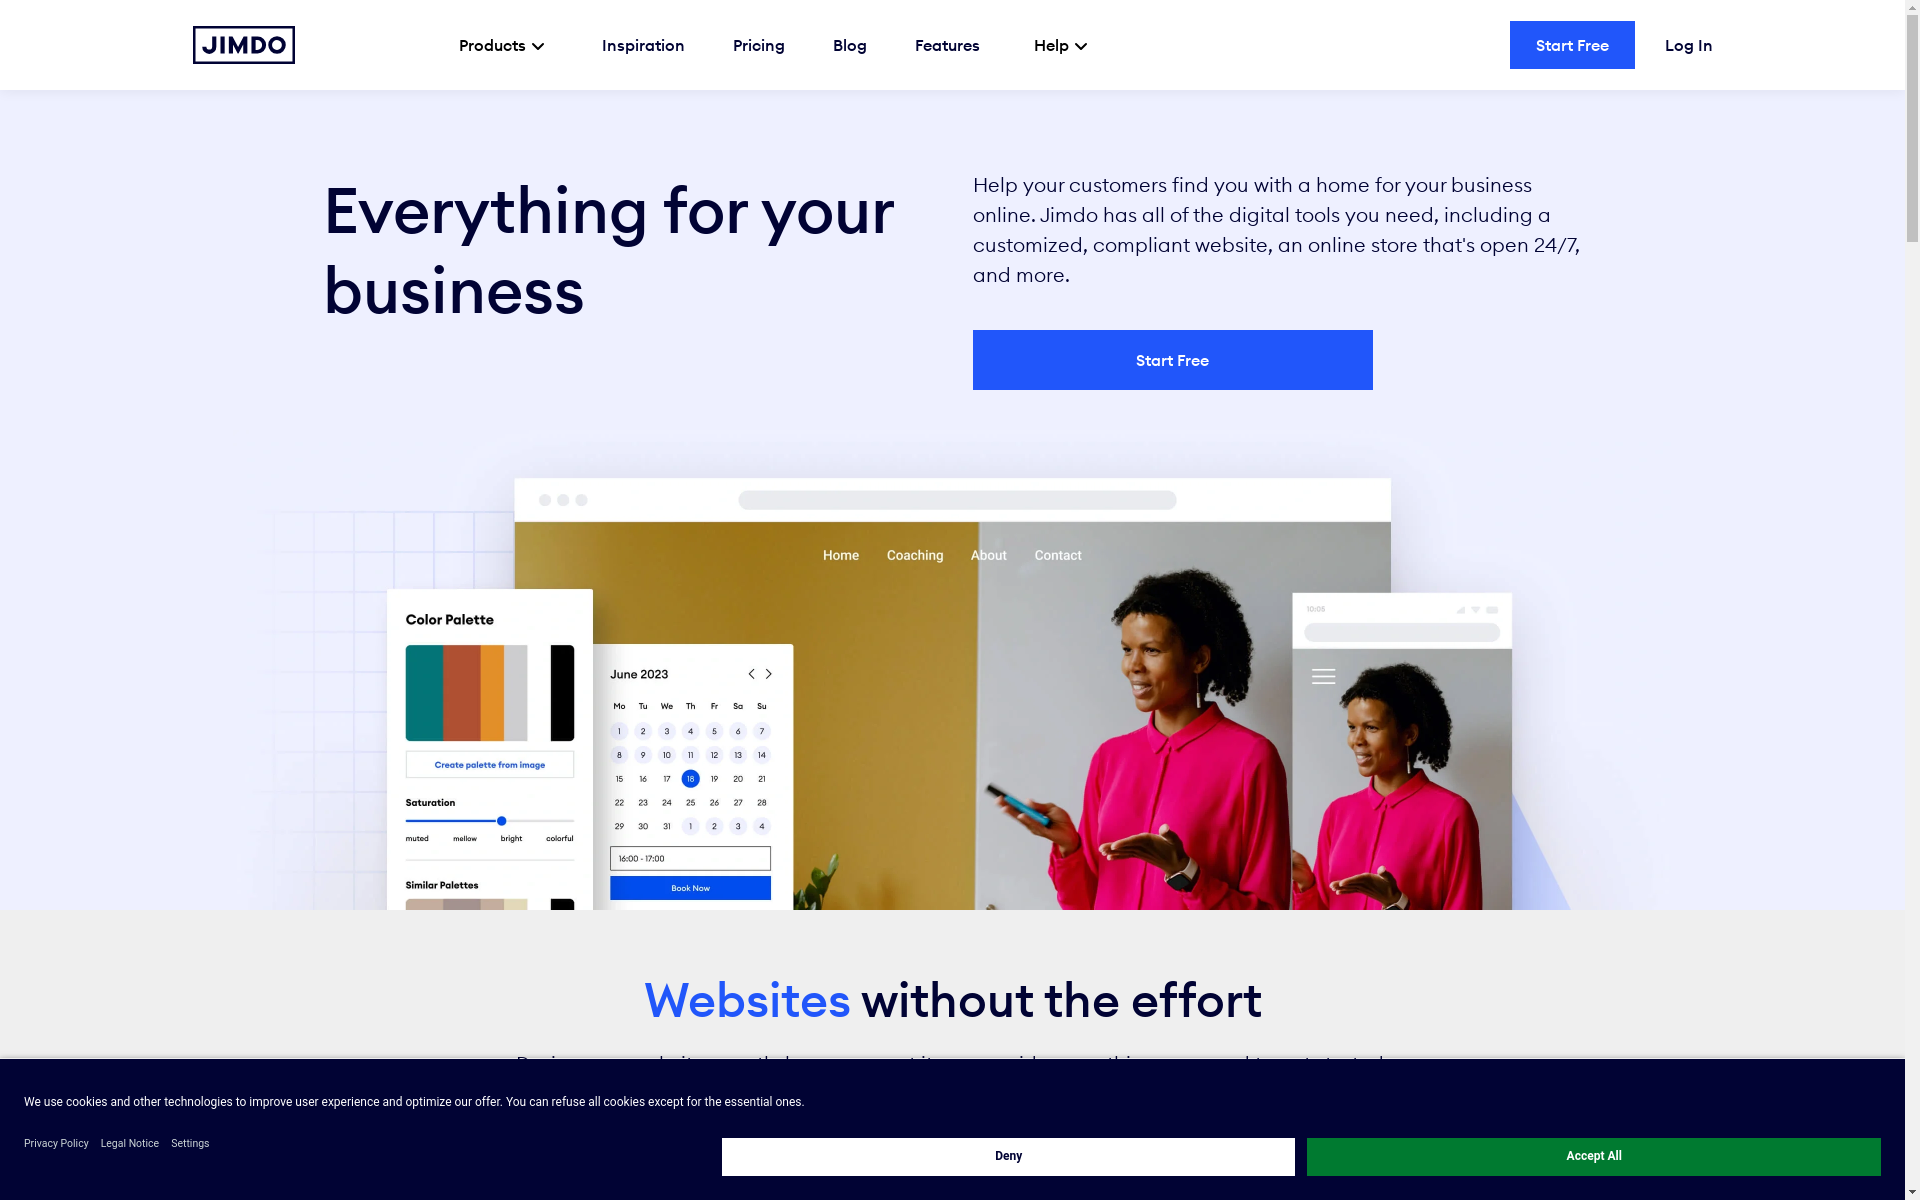 JIMDO
Products
Inspiration
Pricing
Blog
Features
Help
Start Free
Log In
Everything for your
business
Help your customers find you with a home for your business
online. Jimdo has all of the digital tools you need, including a
customized, compliant website, an online store that's open 24/7,
and more.
Start Free
Home Coaching About Contact
Color Palette
Create palette from image
Saturation
muted mellow bright colorful
Similar Palettes
June 2023
Mo Tu We Th Fr Sa Su
1 2 3 4 5 6 7
8 9 10 11 12 13 14
15 16 17 18 19 20 21
22 23 24 25 26 27 28
29 30 31 1 2 3 4
16:00 - 17:00
Book Now
10:05
Websites without the effort
We use cookies and other technologies to improve user experience and optimize our offer. You can refuse all cookies except for the essential ones.
Privacy Policy Legal Notice Settings
Deny
Accept All